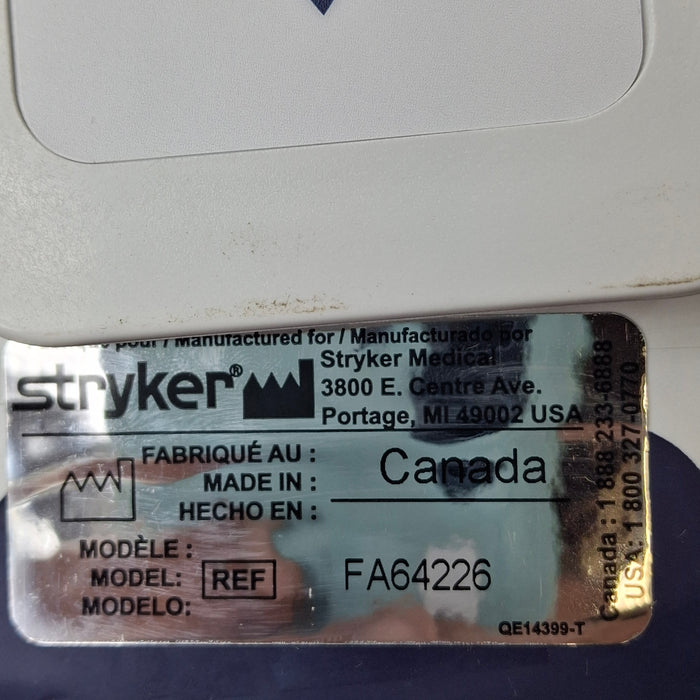 pour / Manufactured for / Manufacturado por
stryker®
Stryker Medical
3800 E. Centre Ave.
Portage, MI 49002 USA
FABRIQUÉ AU :
MADE IN :
HECHO EN :
Canada
MODÈLE :
MODEL:
MODELO:
REF
FA64226
QE14399-T
Canada : 1 888 233-6888
USA: 1 800 327-0770